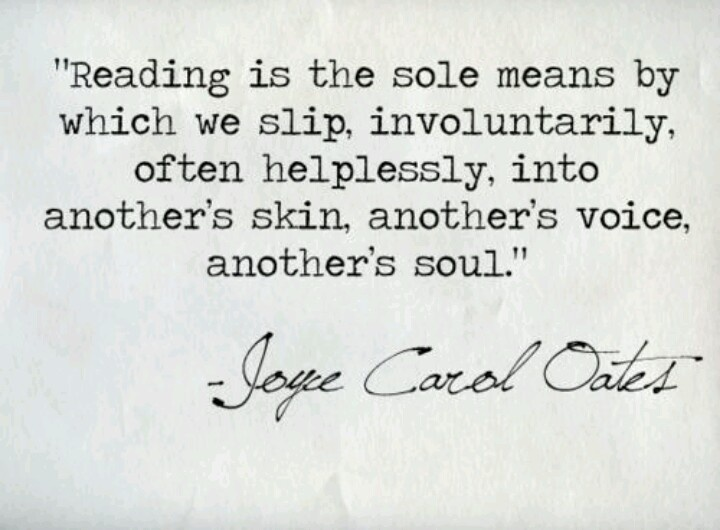 "Reading is the sole means by
which we slip, involuntarily,
often helplessly, into
another's skin, another's voice,
another's soul."
-Joyce Carol Oates